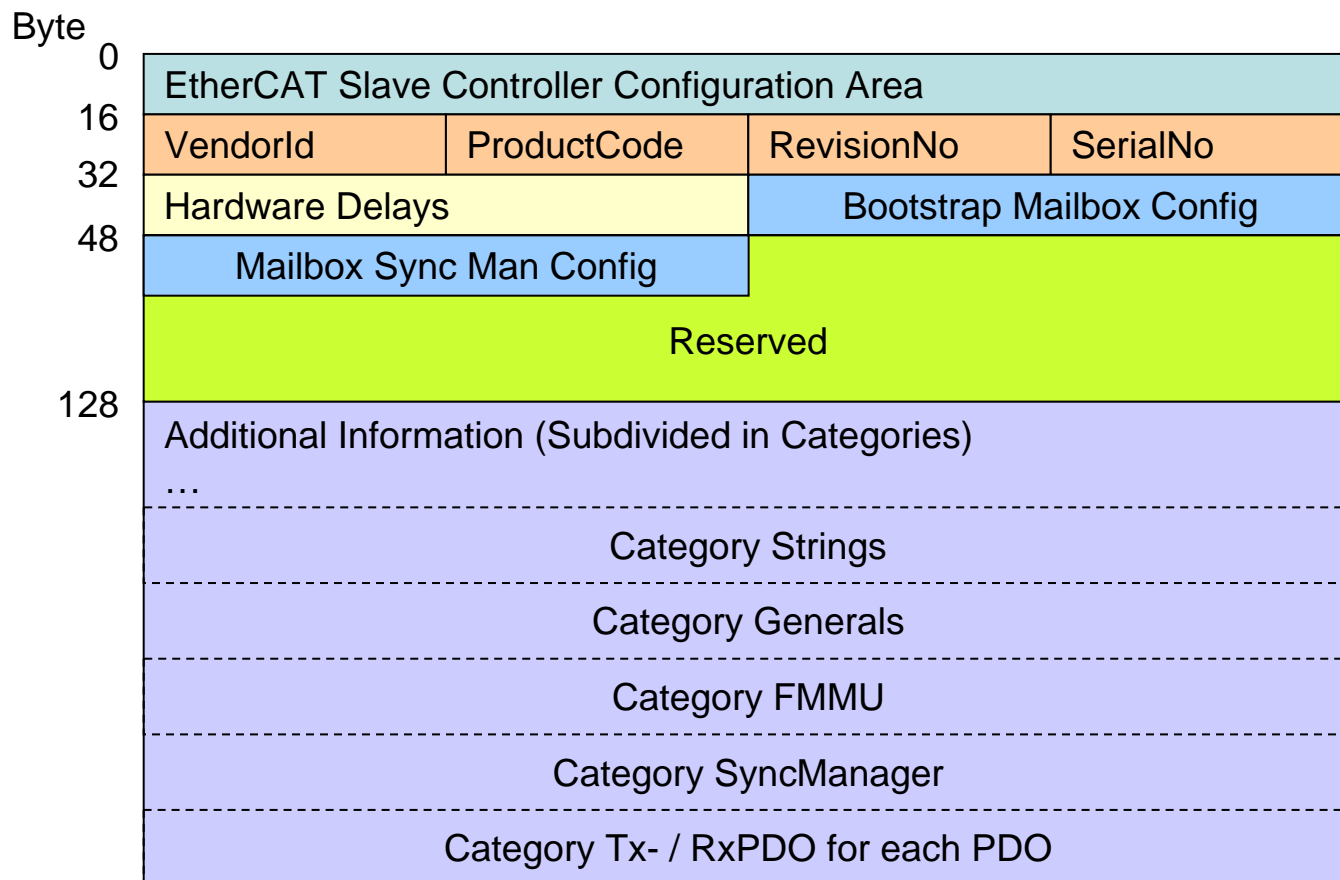 Byte
0
EtherCAT Slave Controller Configuration Area
16
VendorId ProductCode RevisionNo SerialNo
32
Hardware Delays Bootstrap Mailbox Config
48
Mailbox Sync Man Config
Reserved
128
Additional Information (Subdivided in Categories)
…
Category Strings
Category Generals
Category FMMU
Category SyncManager
Category Tx- / RxPDO for each PDO